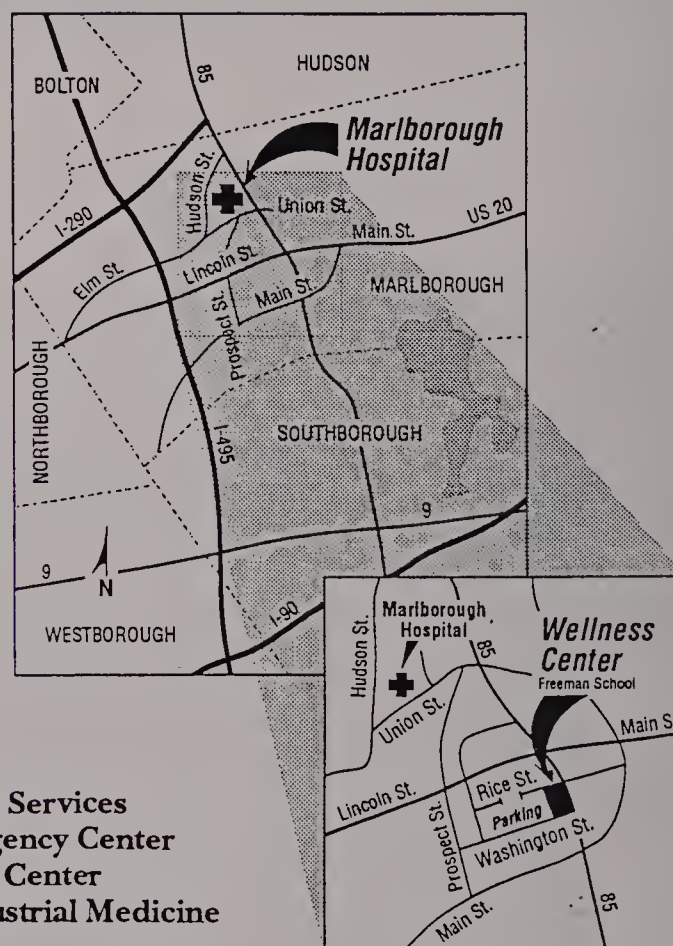 85
HUDSON
BOLTON
Marlborough
Hospital
Hudson St.
Union St.
US 20
I-290
Main St.
Lincoln St.
Elm St.
Main St.
MARLBOROUGH
Prospect St.
NORTHBOROUGH
SOUTHBOROUGH
I-495
9
9
N
I-90
WESTBOROUGH
Marlborough
Hospital
85
Wellness
Center
Freeman School
Hudson St.
Union St.
Main S
Rice St.
Lincoln St.
Parking
Prospect St.
Washington St.
Main St.
85
Services
gency Center
Center
ustrial Medicine